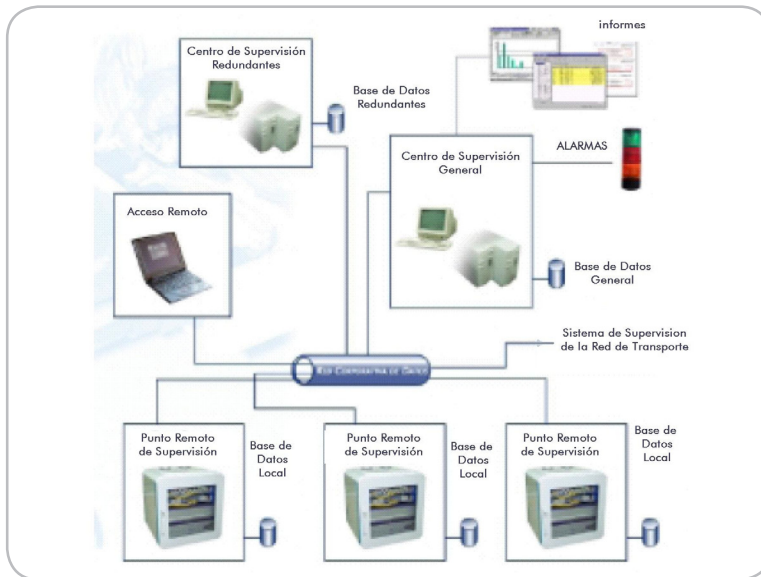 informes
Centro de Supervisión
Redundantes
Base de Datos
Redundantes
Centro de Supervisión
General
ALARMAS
Acceso Remoto
Base de Datos
General
Sistema de Supervision
de la Red de Transporte
RED CORPORATIVA DE
Punto Remoto
de Supervisión
Base de
Datos
Local
Punto Remoto
de Supervisión
Base de
Datos
Local
Punto Remoto
de Supervisión
Base de
Datos
Local